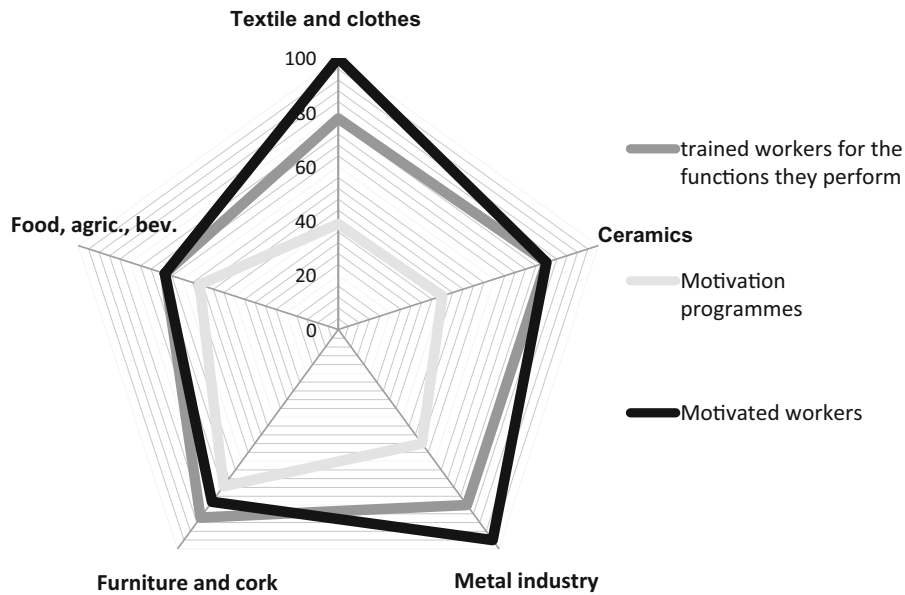 Textile and clothes
100
80
60
40
20
0
Food, agric., bev.
Ceramics
Furniture and cork
Metal industry
trained workers for the
functions they perform
Motivation
programmes
Motivated workers